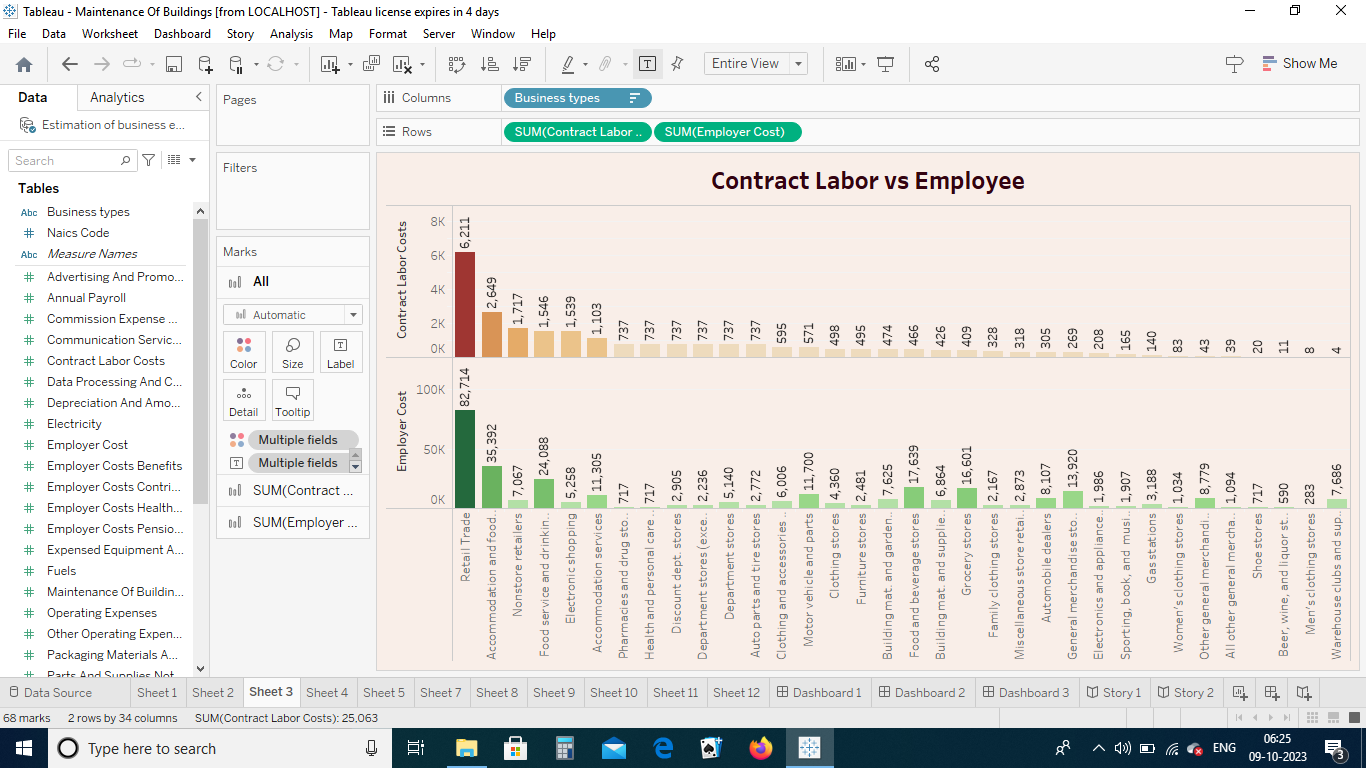 Tableau - Maintenance Of Buildings [from LOCALHOST] - Tableau license expires in 4 days
File Data Worksheet Dashboard Story Analysis Map Format Server Window Help
Entire View
Show Me
Data Analytics
Estimation of business e...
Search
Tables
Abc Business types
# Naics Code
Abc Measure Names
# Advertising And Promo...
# Annual Payroll
# Commission Expense ...
# Communication Servic...
# Contract Labor Costs
# Data Processing And C...
# Depreciation And Amo...
# Electricity
# Employer Cost
# Employer Costs Benefits
# Employer Costs Contri...
# Employer Costs Health...
# Employer Costs Pensio...
# Expensed Equipment A...
# Fuels
# Maintenance Of Buildin...
# Operating Expenses
# Other Operating Expen...
# Packaging Materials A...
# Parts And Supplies Not
Pages
Filters
Marks
All
Automatic
Color Size Label
Detail Tooltip
Multiple fields
Multiple fields
SUM(Contract ...
SUM(Employer ...
Columns Business types
Rows SUM(Contract Labor .. SUM(Employer Cost)
Contract Labor vs Employee
Contract Labor Costs
8K
6K
4K
2K
0K
6,211 2,649 1,717 1,546 1,539 1,103 737 737 737 737 737 737 595 571 498 495 474 466 426 409 328 318 305 269 208 165 140 83 43 39 20 11 8 4
Employer Cost
100K
50K
0K
82,714 35,392 7,067 24,088 5,258 11,305 717 717 2,905 2,236 5,140 2,772 6,006 11,700 4,360 2,481 7,625 17,639 6,864 16,601 2,167 2,873 8,107 13,920 1,986 1,907 3,188 1,034 8,779 1,094 717 590 283 7,686
Retail Trade
Accommodation and food..
Nonstore retailers
Food service and drinkin..
Electronic shopping
Accommodation services
Pharmacies and drug sto..
Health and personal care ..
Discount dept. stores
Department stores (exce..
Department stores
Auto parts and tire stores
Clothing and accessories ..
Motor vehicle and parts
Clothing stores
Furniture stores
Building mat. and garden..
Food and beverage stores
Building mat. and supplie..
Grocery stores
Family clothing stores
Miscellaneous store retai..
Automobile dealers
General merchandise sto..
Electronics and appliance..
Sporting, book, and musi..
Gas stations
Women's clothing stores
Other general merchandi..
All other general mercha..
Shoe stores
Beer, wine, and liquor st..
Men's clothing stores
Warehouse clubs and sup..
Data Source Sheet 1 Sheet 2 Sheet 3 Sheet 4 Sheet 5 Sheet 7 Sheet 8 Sheet 9 Sheet 10 Sheet 11 Sheet 12 Dashboard 1 Dashboard 2 Dashboard 3 Story 1 Story 2
68 marks 2 rows by 34 columns SUM(Contract Labor Costs): 25,063
Type here to search
ENG
06:25
09-10-2023
3